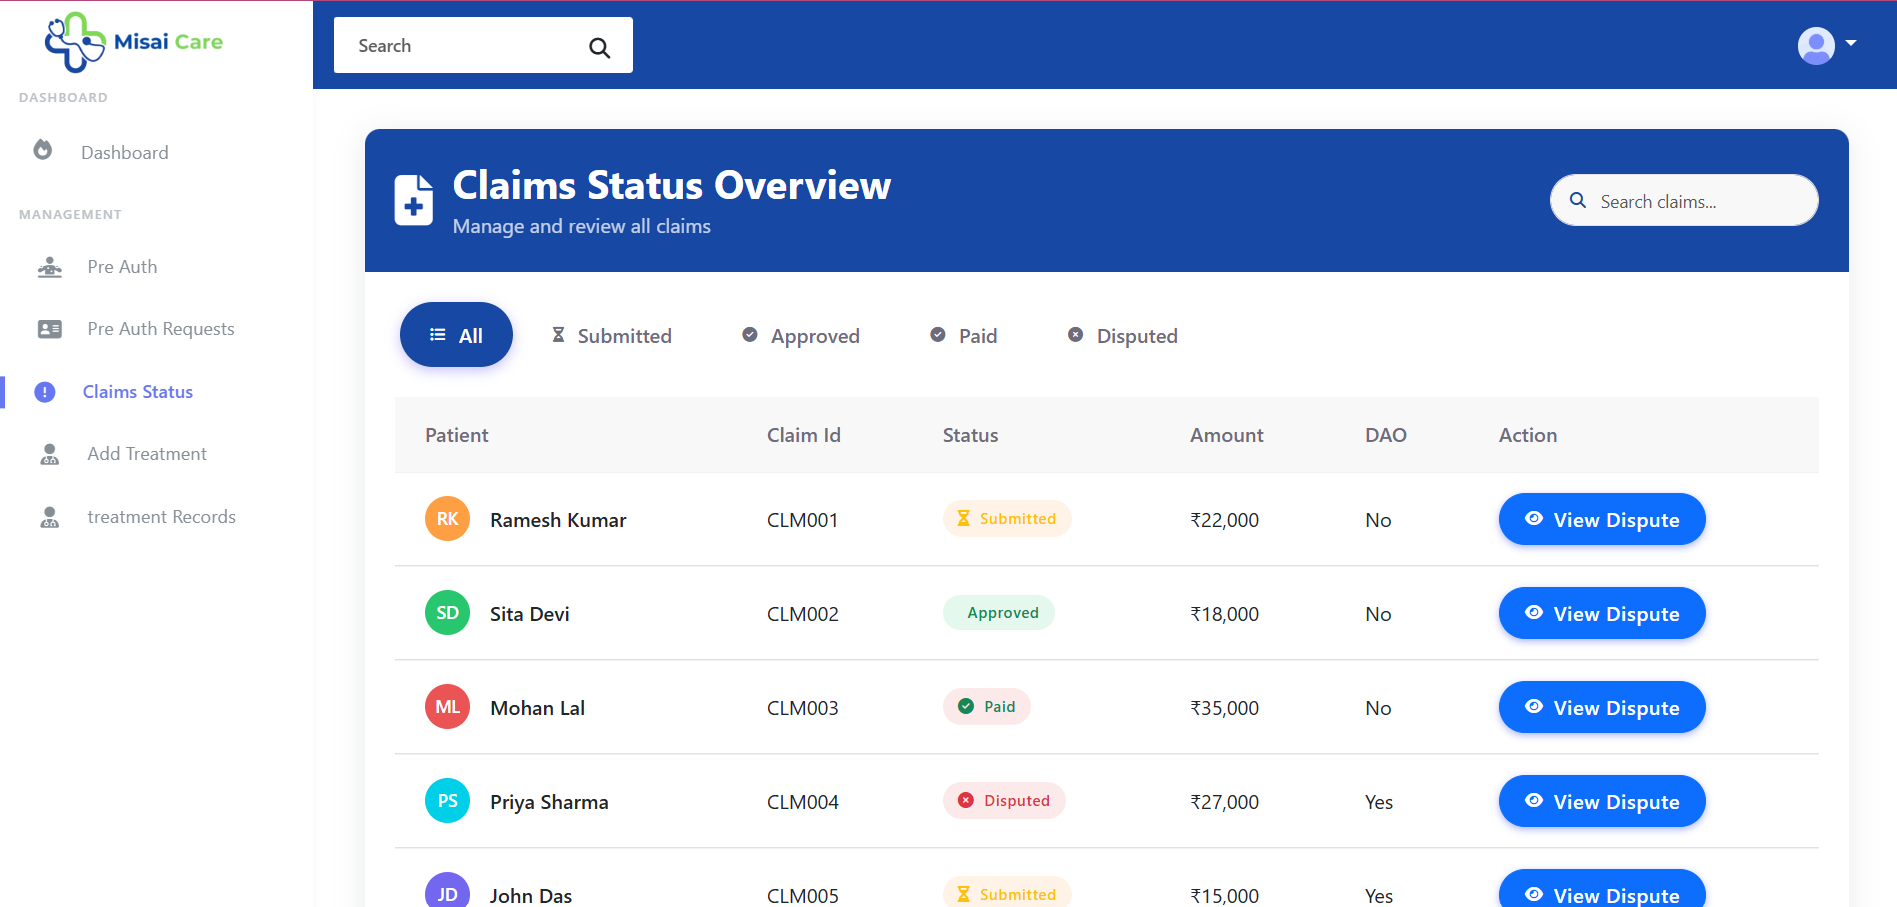 Misai Care
Search
DASHBOARD
Dashboard
MANAGEMENT
Pre Auth
Pre Auth Requests
Claims Status
Add Treatment
treatment Records
Claims Status Overview
Manage and review all claims
Search claims...
All Submitted Approved Paid Disputed
Patient Claim Id Status Amount DAO Action
RK Ramesh Kumar CLM001 Submitted ₹22,000 No View Dispute
SD Sita Devi CLM002 Approved ₹18,000 No View Dispute
ML Mohan Lal CLM003 Paid ₹35,000 No View Dispute
PS Priya Sharma CLM004 Disputed ₹27,000 Yes View Dispute
JD John Das CLM005 Submitted ₹15,000 Yes View Dispute